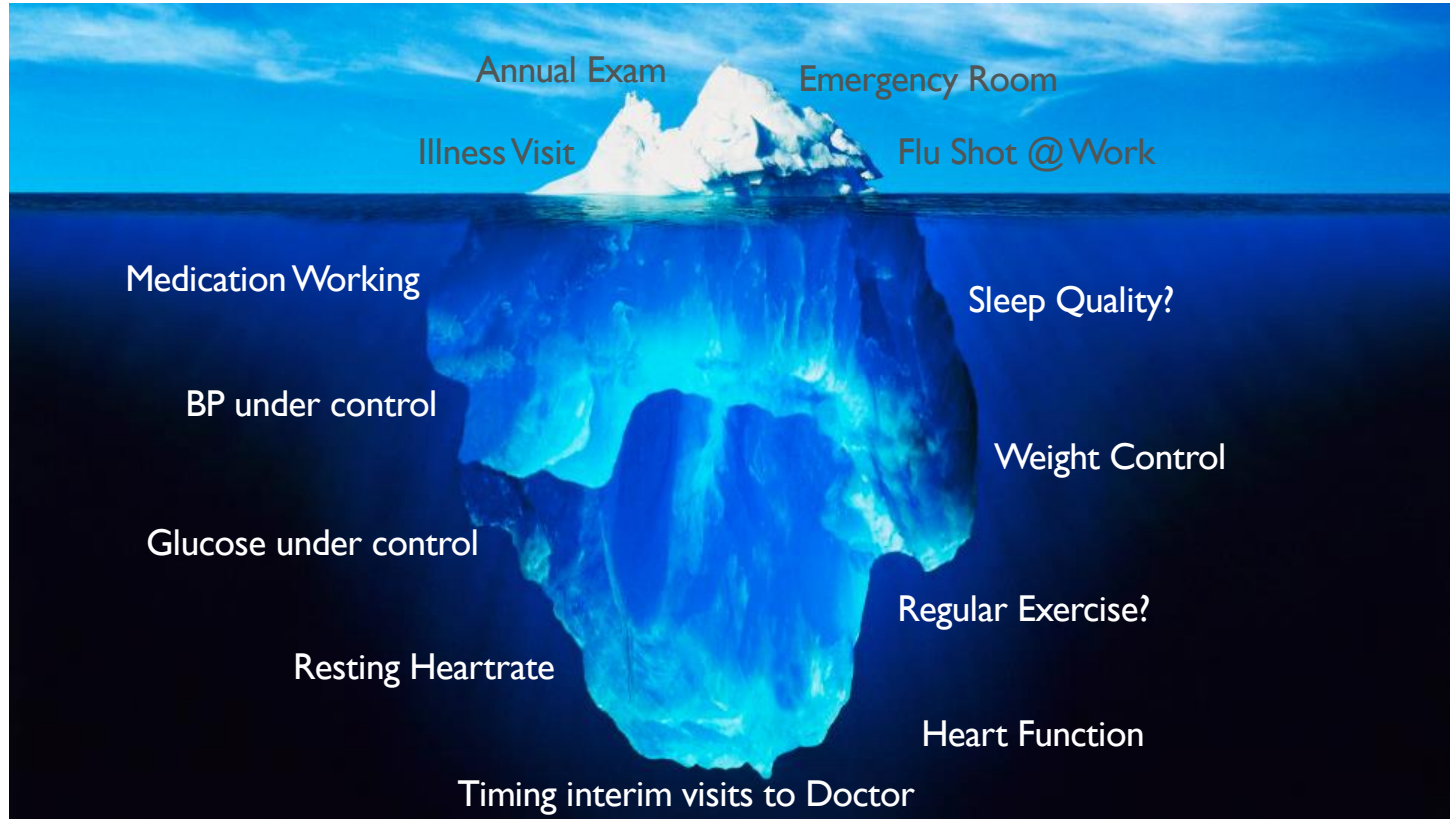 Annual Exam
Emergency Room
Illness Visit
Flu Shot @ Work
Medication Working
Sleep Quality?
BP under control
Weight Control
Glucose under control
Regular Exercise?
Resting Heartrate
Heart Function
Timing interim visits to Doctor